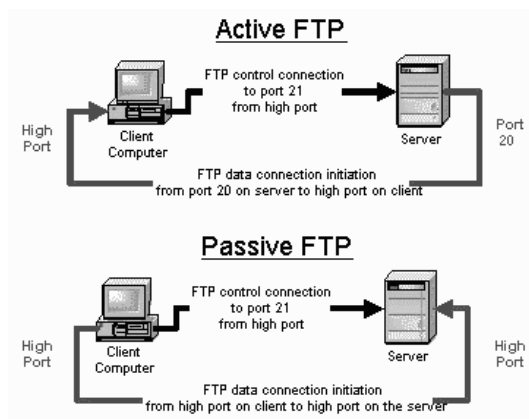 Active FTP
FTP control connection
to port 21
from high port
High
Port
Client
Computer
Server
Port
20
FTP data connection initiation
from port 20 on server to high port on client
Passive FTP
FTP control connection
to port 21
from high port
High
Port
Client
Computer
Server
High
Port
FTP data connection initiation
from high port on client to high port on the server